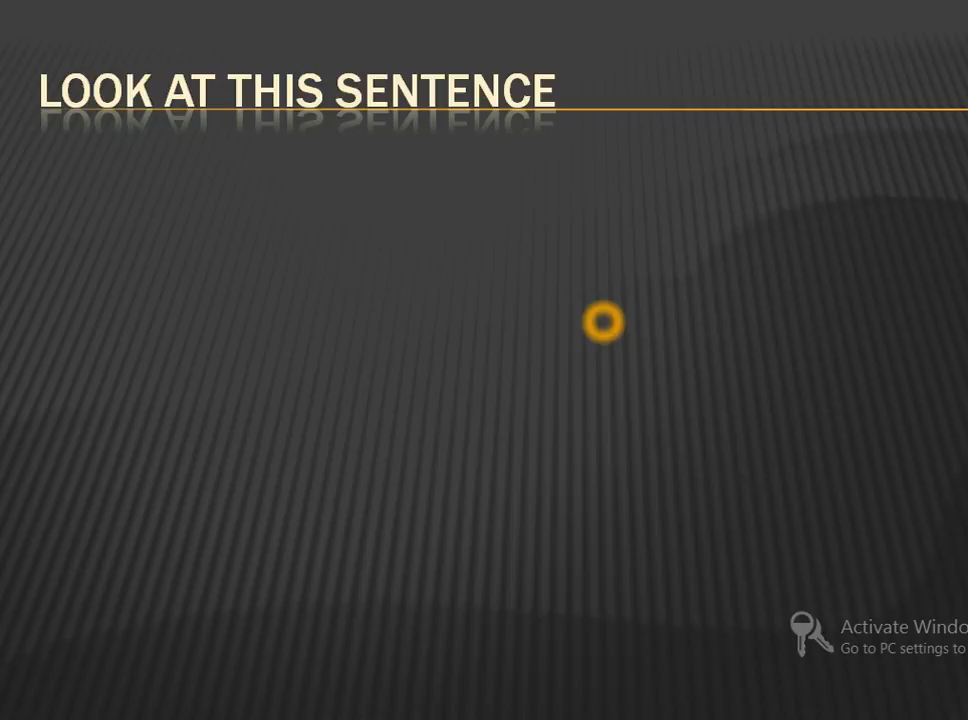 LOOK AT THIS SENTENCE
Activate Windo
Go to PC settings to